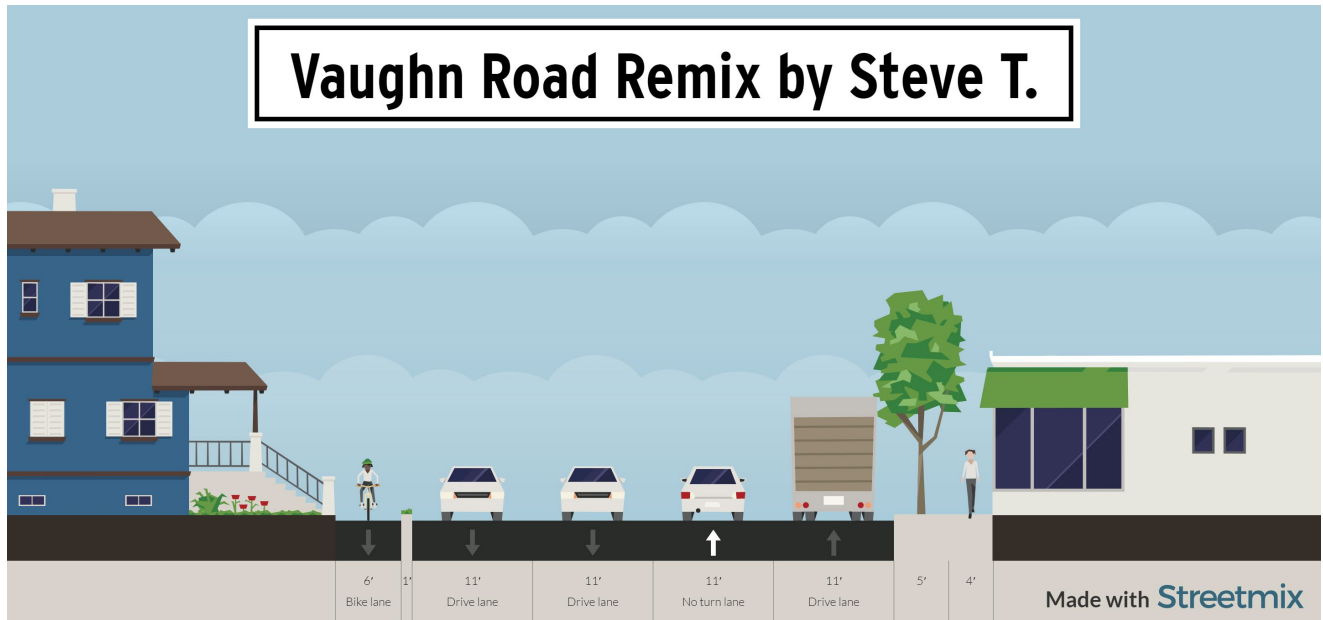 Vaughn Road Remix by Steve T.
6' 1' 11' 11' 11' 11' 5' 4'
Bike lane Drive lane Drive lane No turn lane Drive lane
Made with Streetmix